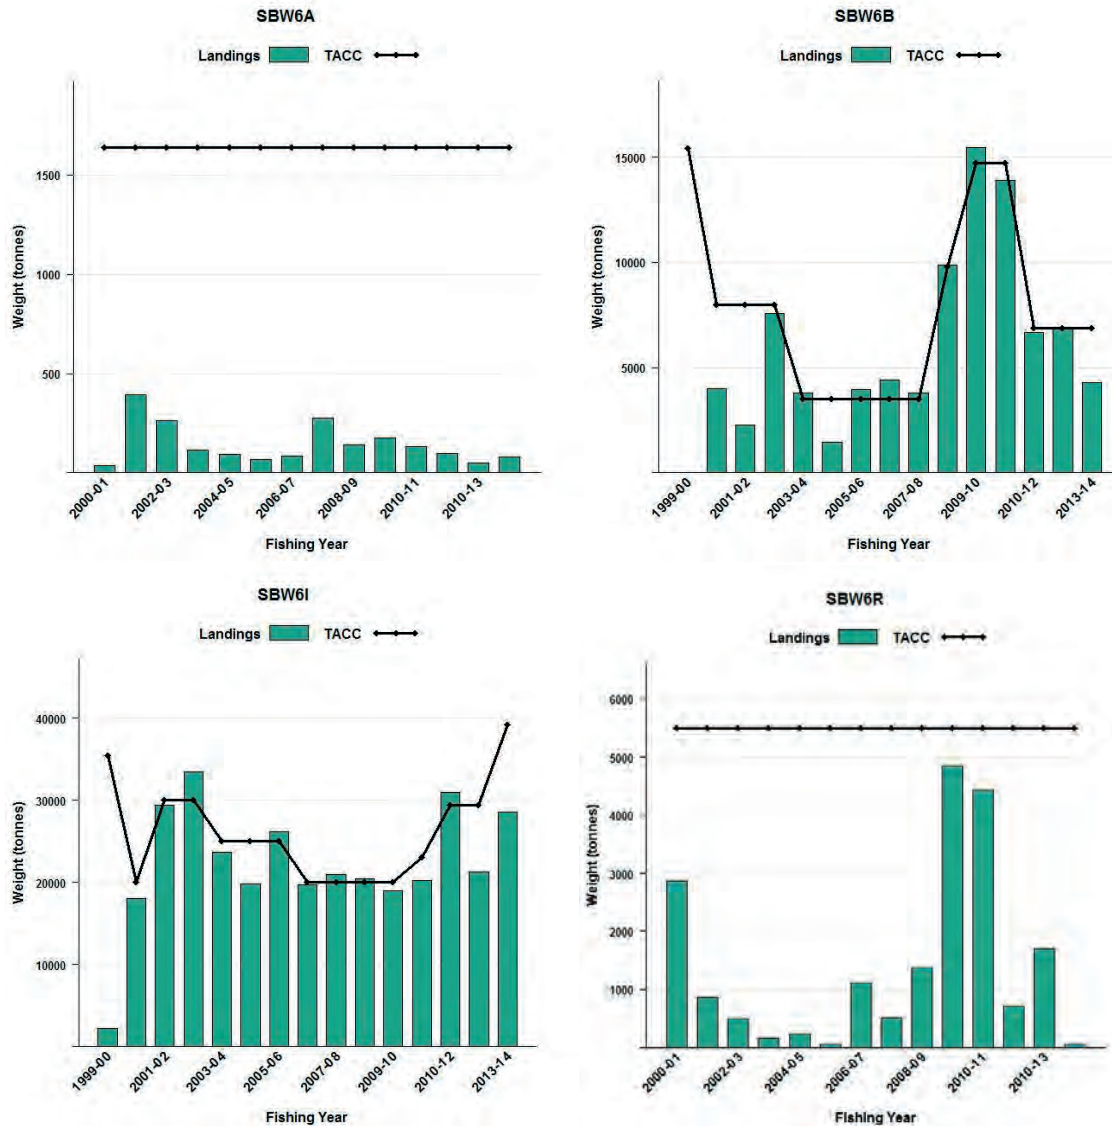 SBW6A
Landings TACC
Weight (tonnes)
1500
1000
500
2000-01
2002-03
2004-05
2006-07
2008-09
2010-11
2010-13
Fishing Year
SBW6B
Landings TACC
Weight (tonnes)
15000
10000
5000
1999-00
2001-02
2003-04
2005-06
2007-08
2009-10
2010-12
2013-14
Fishing Year
SBW6I
Landings TACC
Weight (tonnes)
40000
30000
20000
10000
1999-00
2001-02
2003-04
2005-06
2007-08
2009-10
2010-12
2013-14
Fishing Year
SBW6R
Landings TACC
Weight (tonnes)
6000
5000
4000
3000
2000
1000
2000-01
2002-03
2004-05
2006-07
2008-09
2010-11
2010-13
Fishing Year